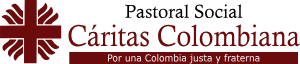 Pastoral Social
Cáritas Colombiana
Por una Colombia justa y fraterna